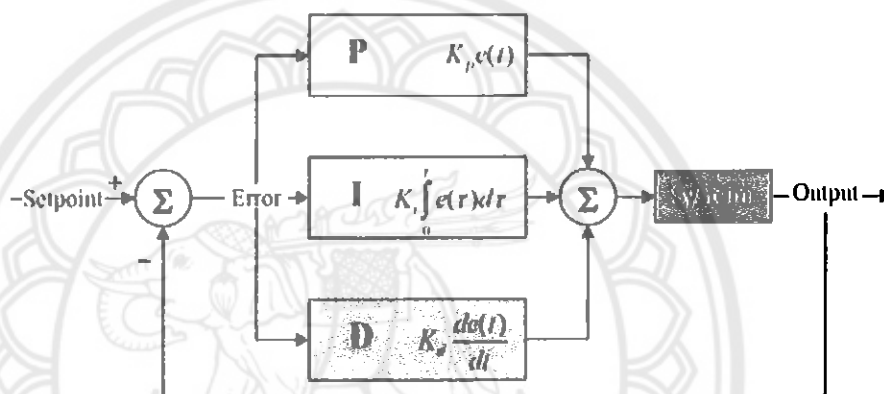 P K_p e(t)
Setpoint + Σ Error I K_i ∫_0^t e(τ)dτ Σ Output
−
D K_d de(t)/dt